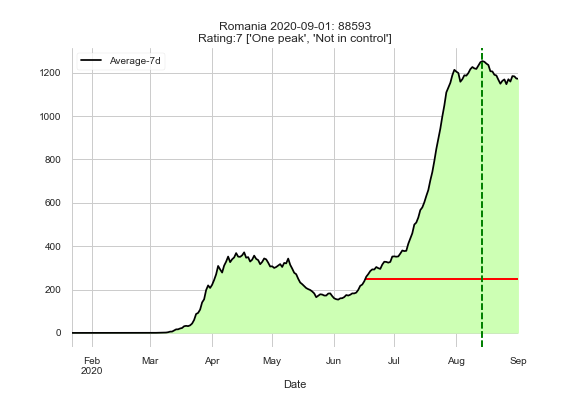 Romania 2020-09-01: 88593
Rating:7 ['One peak', 'Not in control']
Average-7d
1200
1000
800
600
400
200
0
Feb Mar Apr May Jun Jul Aug Sep
2020
Date